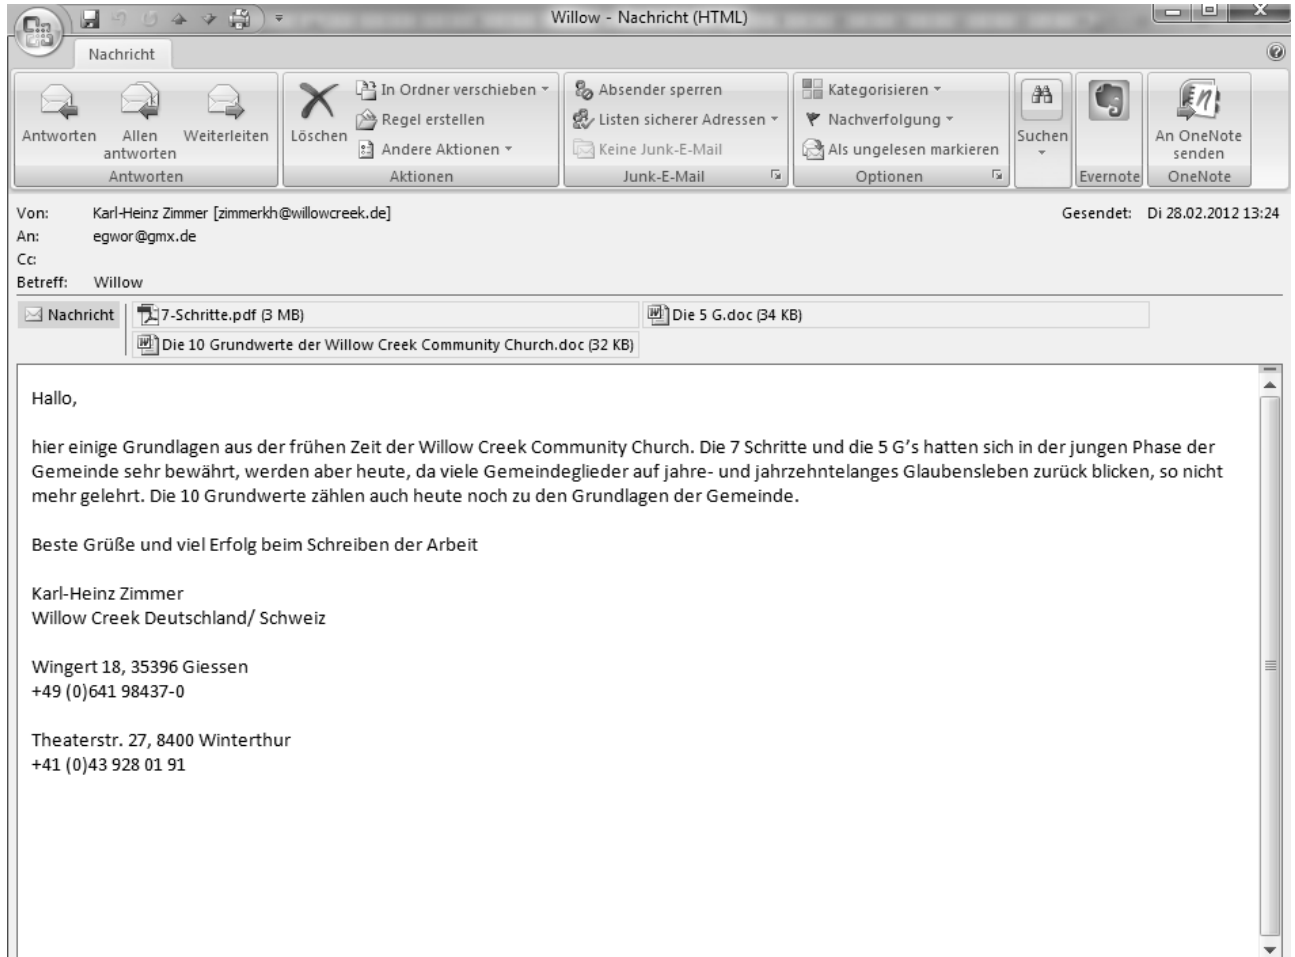 Willow - Nachricht (HTML)
Nachricht
Antworten
Allen antworten
Weiterleiten
Antworten
Löschen
In Ordner verschieben
Regel erstellen
Andere Aktionen
Aktionen
Absender sperren
Listen sicherer Adressen
Keine Junk-E-Mail
Junk-E-Mail
Kategorisieren
Nachverfolgung
Als ungelesen markieren
Optionen
Suchen
Evernote
An OneNote senden
OneNote
Von: Karl-Heinz Zimmer [zimmerkh@willowcreek.de] Gesendet: Di 28.02.2012 13:24
An: egwor@gmx.de
Cc:
Betreff: Willow
Nachricht 7-Schritte.pdf (3 MB) Die 5 G.doc (34 KB)
Die 10 Grundwerte der Willow Creek Community Church.doc (32 KB)
Hallo,
hier einige Grundlagen aus der frühen Zeit der Willow Creek Community Church. Die 7 Schritte und die 5 G's hatten sich in der jungen Phase der
Gemeinde sehr bewährt, werden aber heute, da viele Gemeindeglieder auf jahre- und jahrzehntelanges Glaubensleben zurück blicken, so nicht
mehr gelehrt. Die 10 Grundwerte zählen auch heute noch zu den Grundlagen der Gemeinde.
Beste Grüße und viel Erfolg beim Schreiben der Arbeit
Karl-Heinz Zimmer
Willow Creek Deutschland/ Schweiz
Wingert 18, 35396 Giessen
+49 (0)641 98437-0
Theaterstr. 27, 8400 Winterthur
+41 (0)43 928 01 91